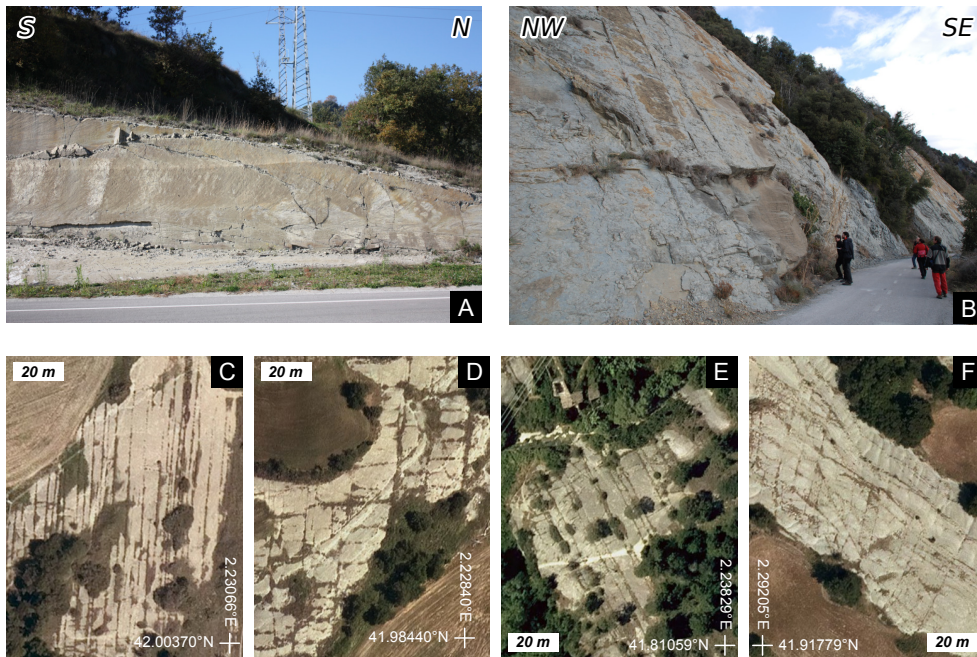 S
N
A
NW
SE
B
20 m
C
2.23066°E
42.00370°N
20 m
D
2.22840°E
41.98440°N
E
2.23829°E
20 m
41.81059°N
F
2.29205°E
41.91779°N
20 m